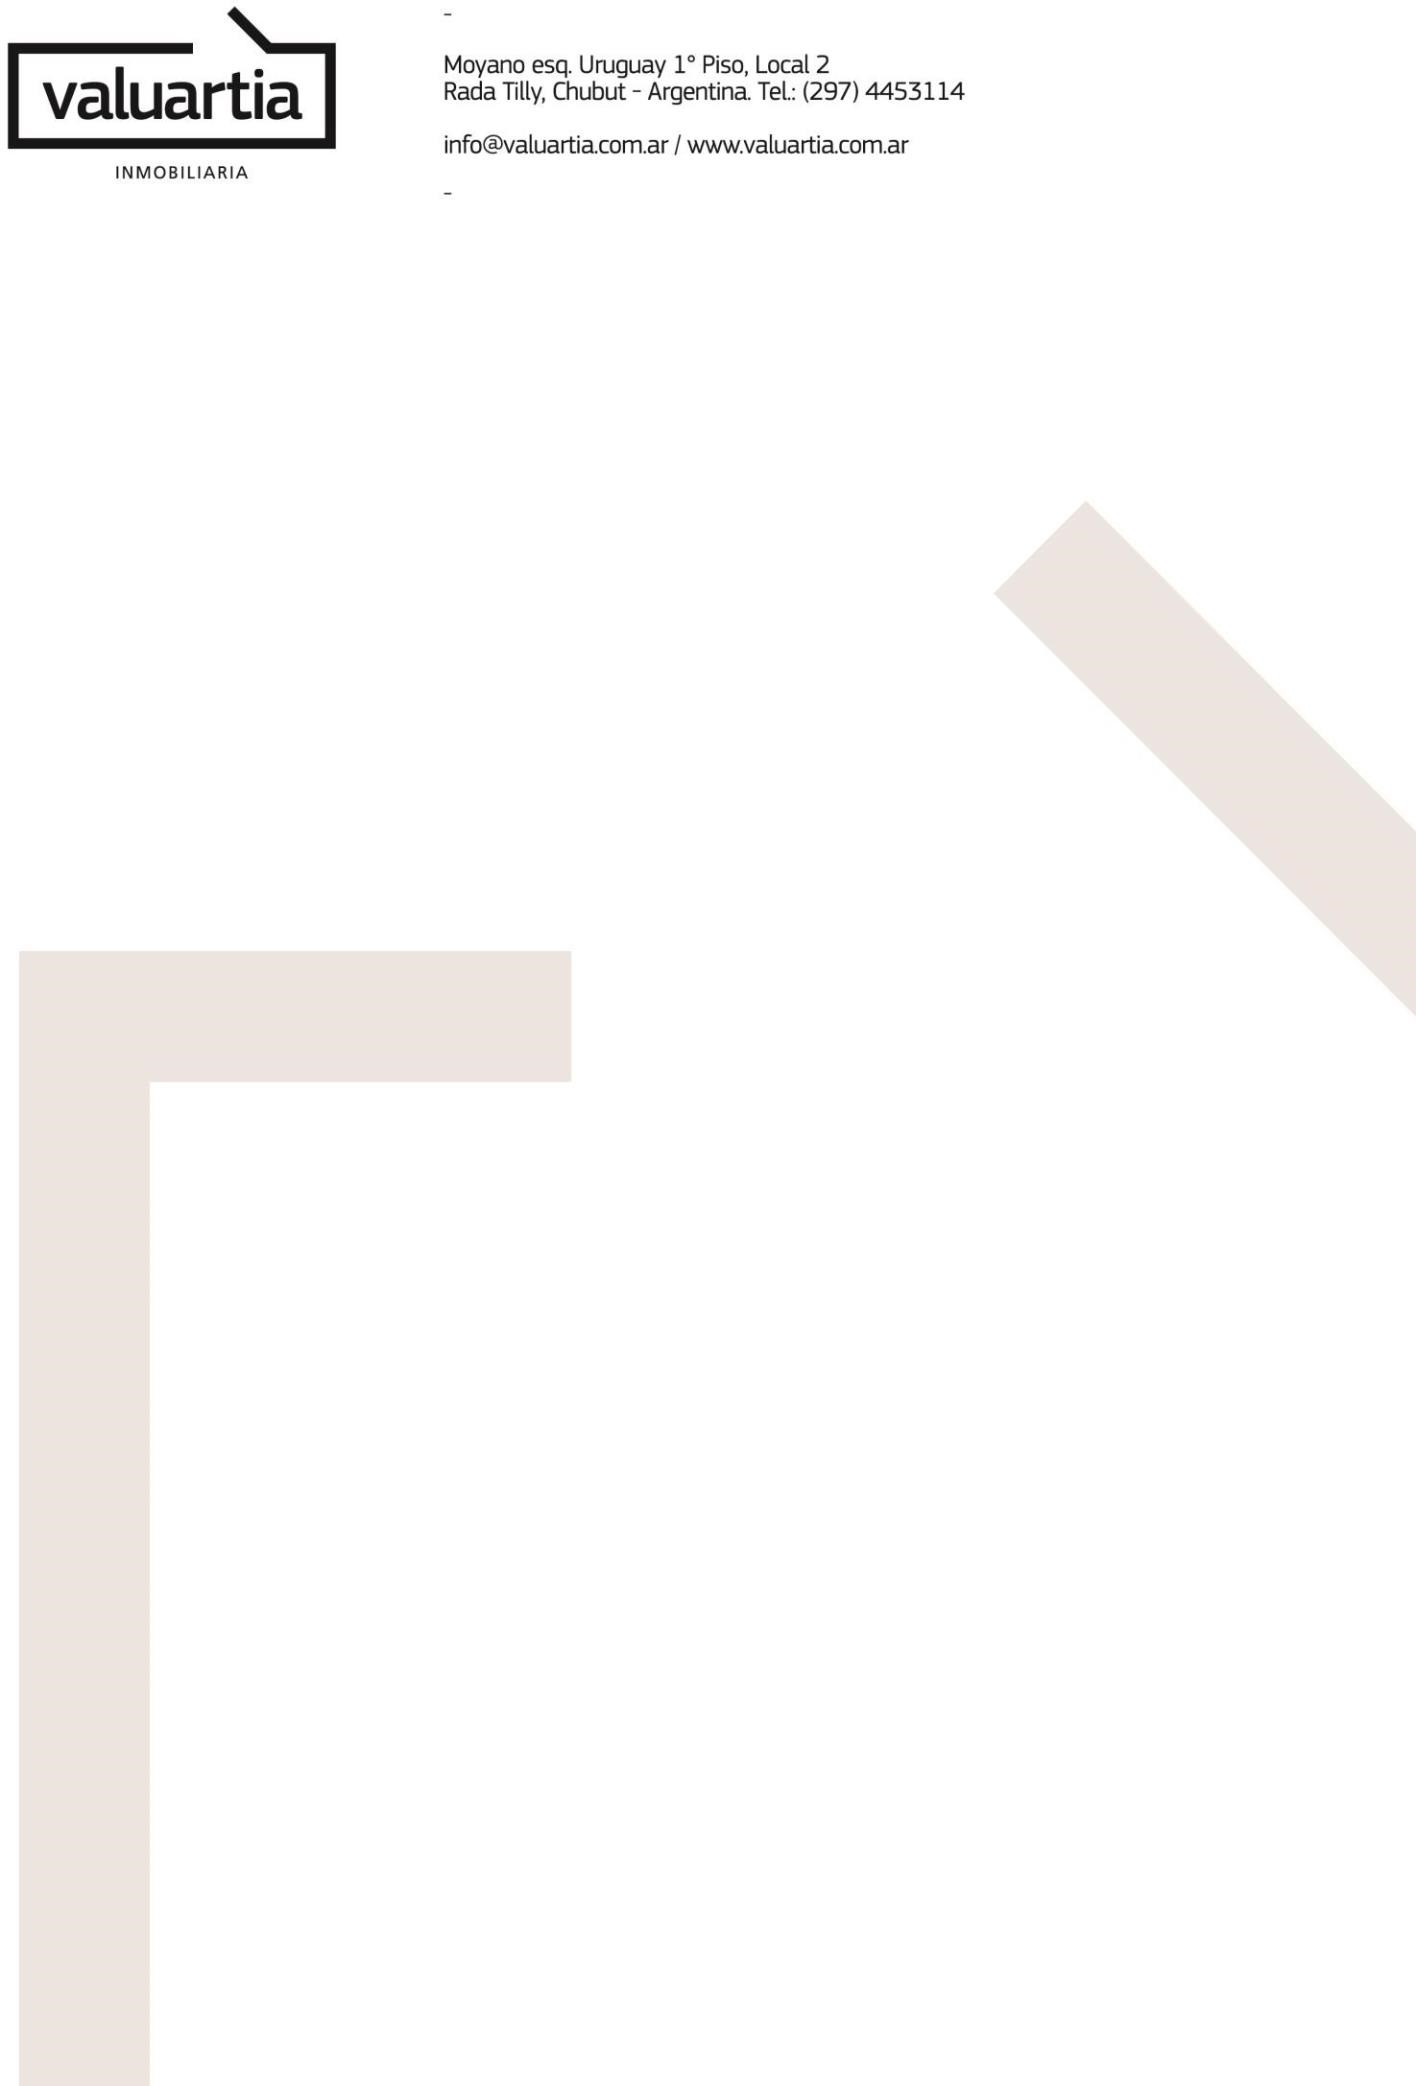 valuartia
INMOBILIARIA
-
Moyano esq. Uruguay 1° Piso, Local 2
Rada Tilly, Chubut - Argentina. Tel.: (297) 4453114
info@valuartia.com.ar / www.valuartia.com.ar
-